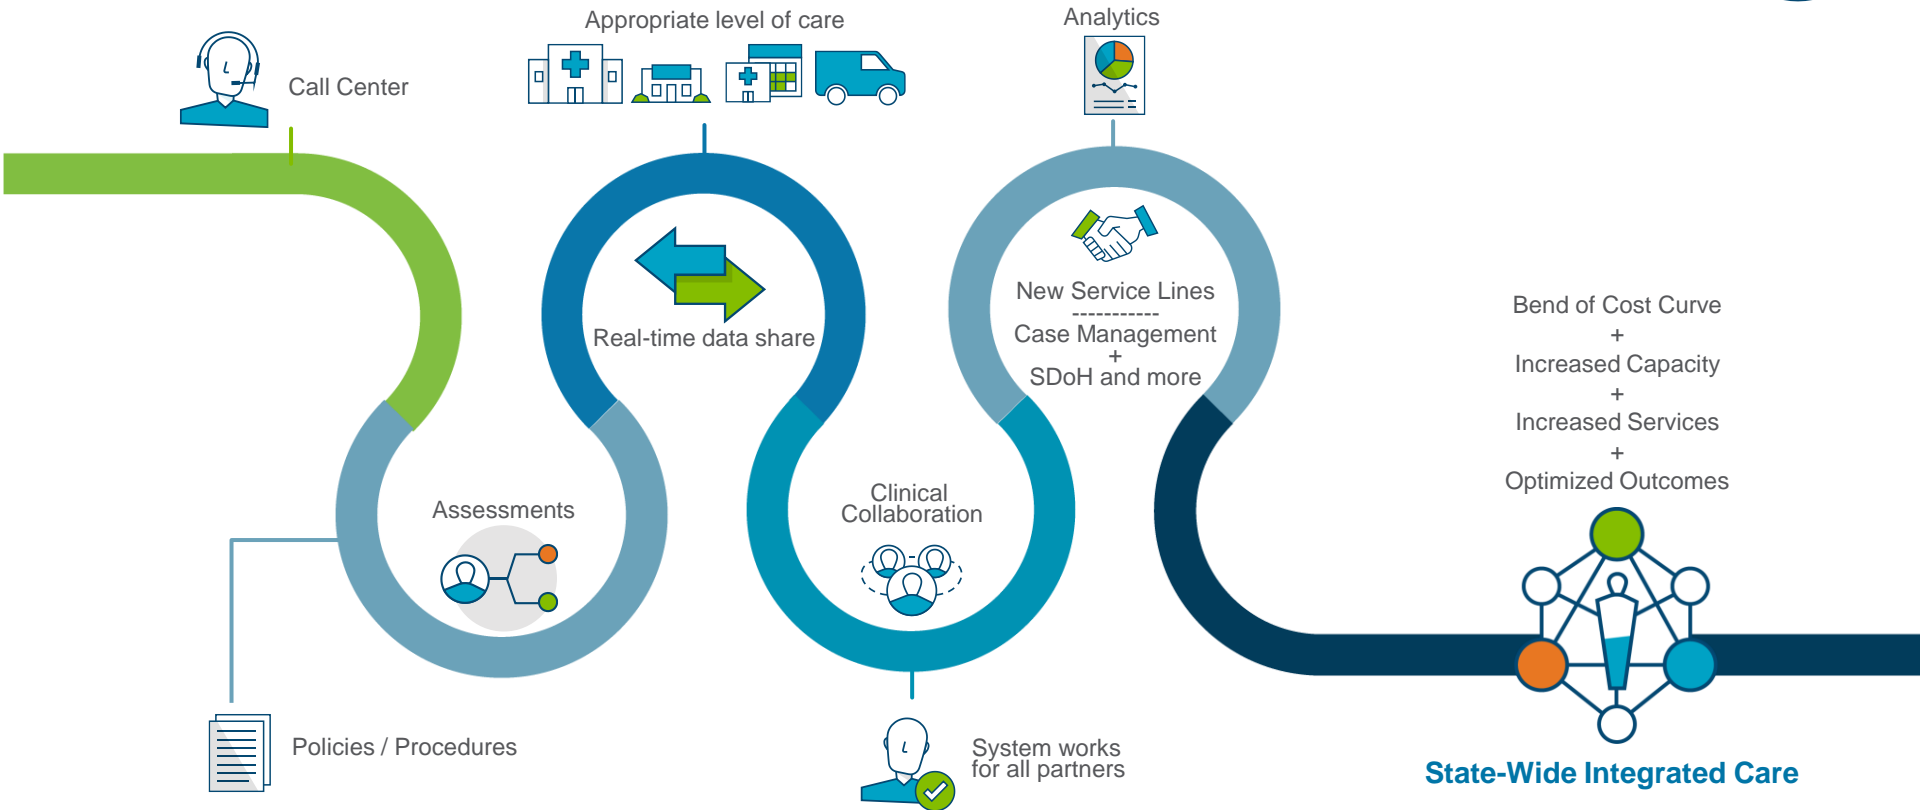 Call Center
Appropriate level of care
Analytics
Real-time data share
New Service Lines
-----------
Case Management
+
SDoH and more
Assessments
Clinical
Collaboration
Policies / Procedures
System works
for all partners
Bend of Cost Curve
+
Increased Capacity
+
Increased Services
+
Optimized Outcomes
State-Wide Integrated Care